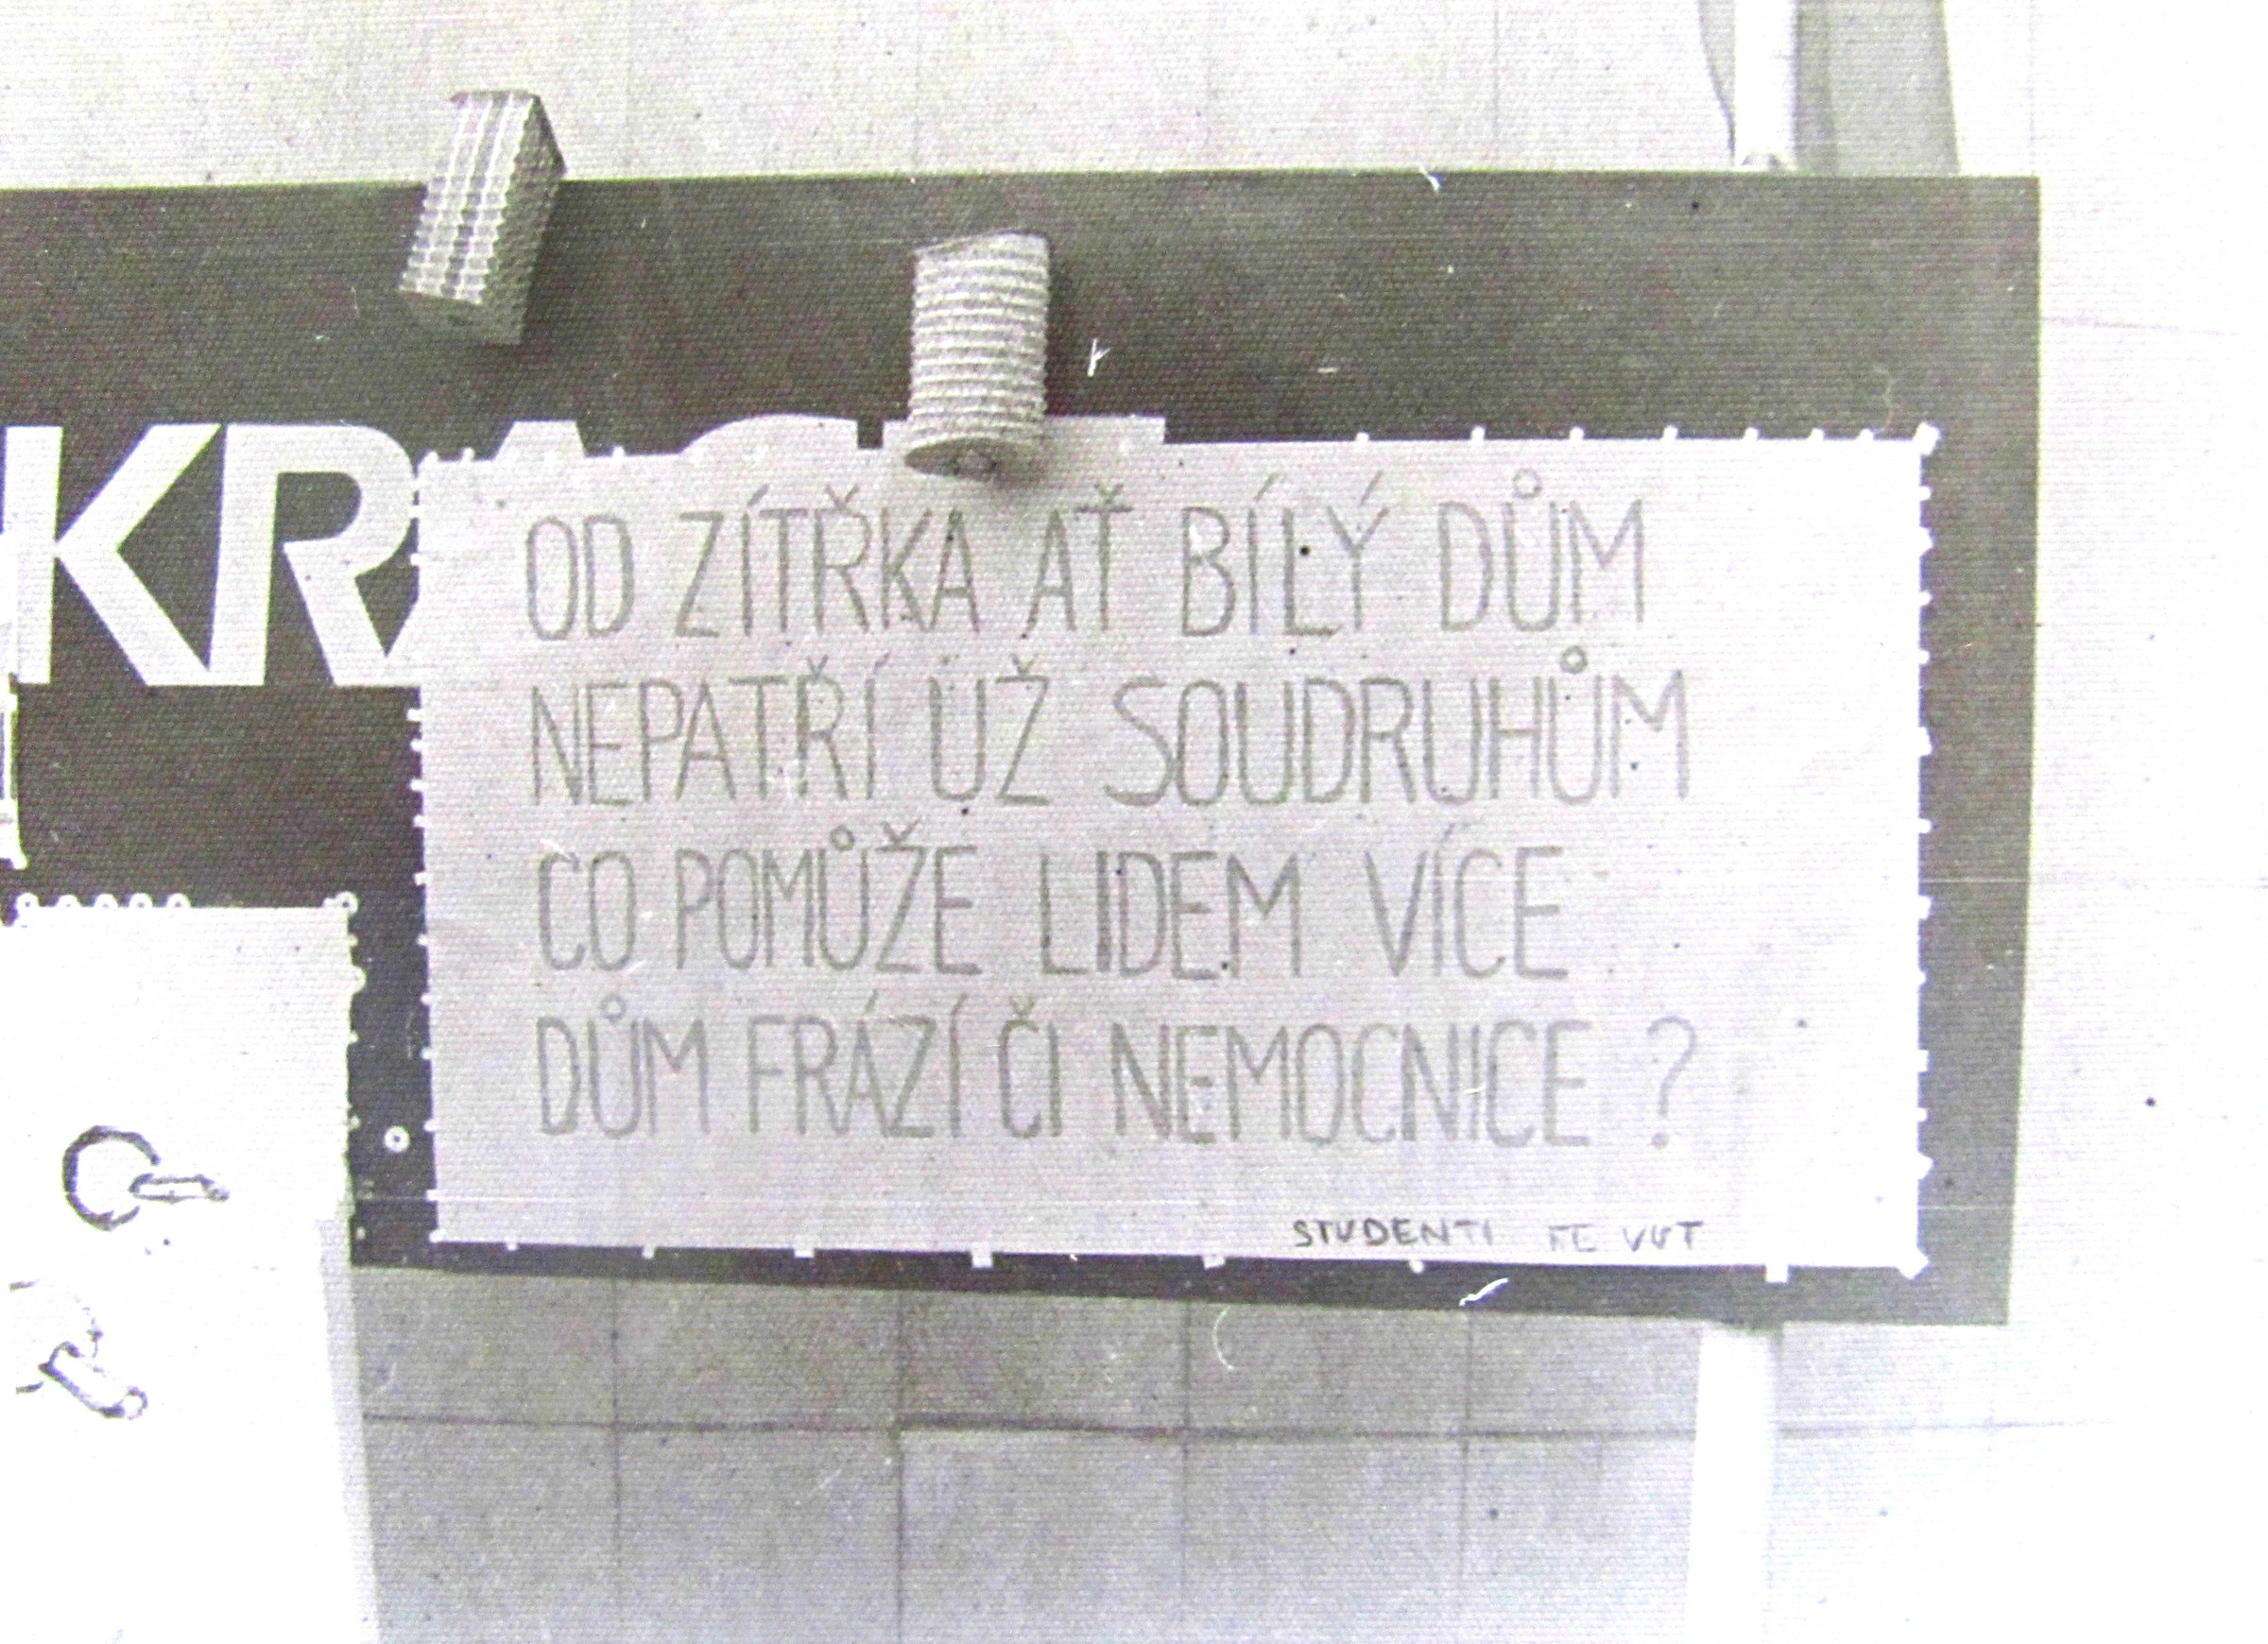 KRA
OD ZÍTŘKA AŤ BÍLÝ DŮM
NEPATŘÍ UŽ SOUDRUHŮM
CO POMŮŽE LIDEM VÍCE
DŮM FRÁZÍ ČI NEMOCNICE ?
STUDENTI FE VUT